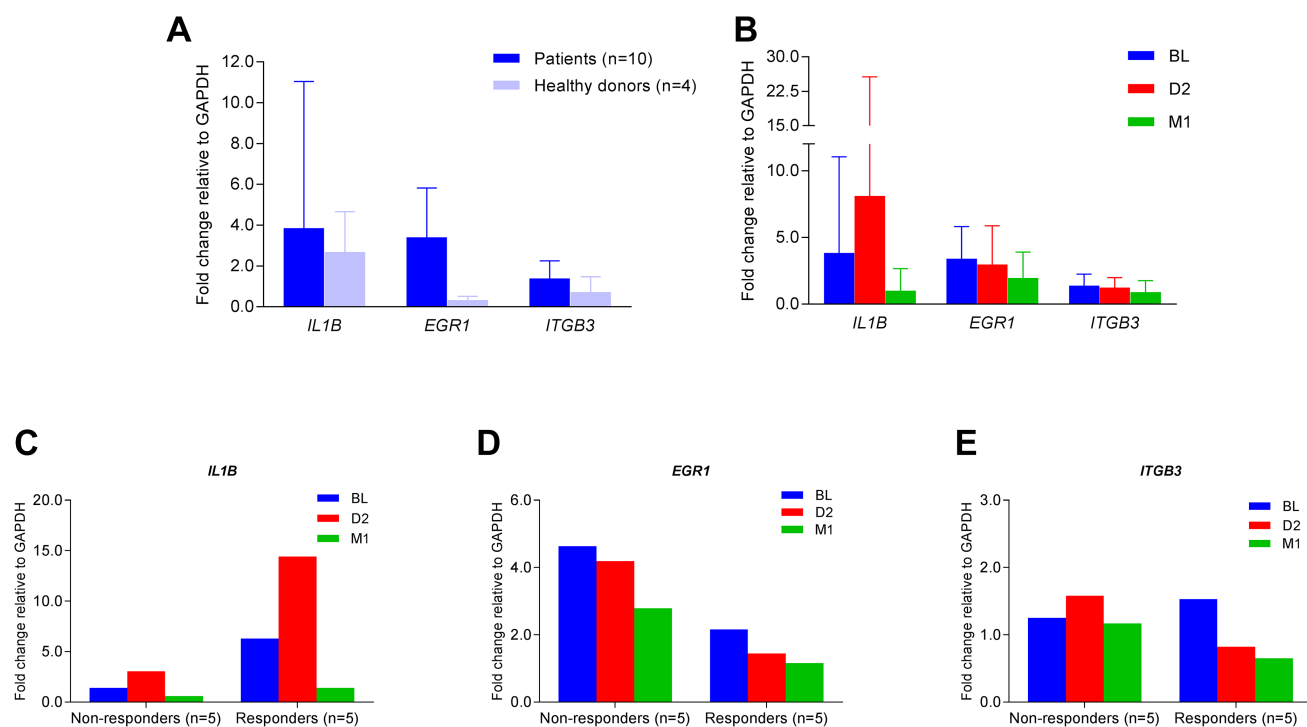 A
Fold change relative to GAPDH
12.0
10.0
8.0
6.0
4.0
2.0
0.0
Patients (n=10)
Healthy donors (n=4)
IL1B EGR1 ITGB3
B
Fold change relative to GAPDH
30.0
22.5
15.0
10.0
5.0
0.0
BL
D2
M1
IL1B EGR1 ITGB3
C
IL1B
Fold change relative to GAPDH
20.0
15.0
10.0
5.0
0.0
BL
D2
M1
Non-responders (n=5) Responders (n=5)
D
EGR1
Fold change relative to GAPDH
6.0
4.0
2.0
0.0
BL
D2
M1
Non-responders (n=5) Responders (n=5)
E
ITGB3
Fold change relative to GAPDH
3.0
2.0
1.0
0.0
BL
D2
M1
Non-responders (n=5) Responders (n=5)